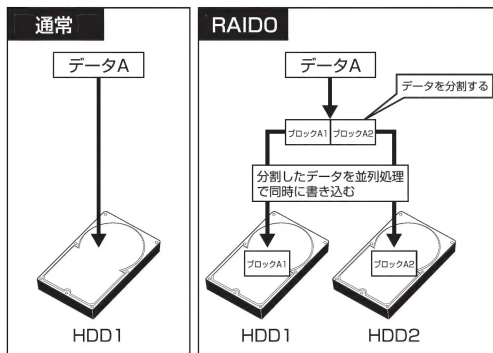 通常
データA
HDD1
RAID0
データA
データを分割する
ブロックA1
ブロックA2
分割したデータを並列処理
で同時に書き込む
ブロックA1
ブロックA2
HDD1
HDD2